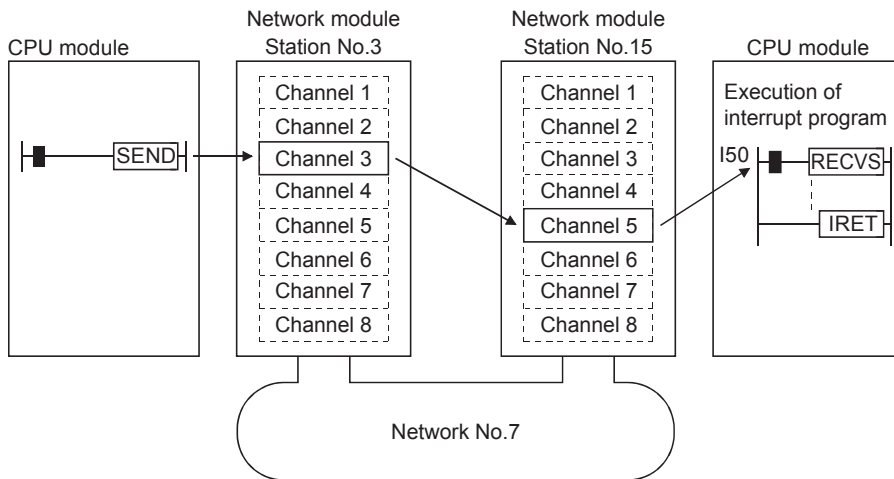 CPU module
Network module
Station No.3
Network module
Station No.15
CPU module
SEND
Channel 1
Channel 2
Channel 3
Channel 4
Channel 5
Channel 6
Channel 7
Channel 8
Channel 1
Channel 2
Channel 3
Channel 4
Channel 5
Channel 6
Channel 7
Channel 8
Execution of
interrupt program
I50
RECVS
IRET
Network No.7